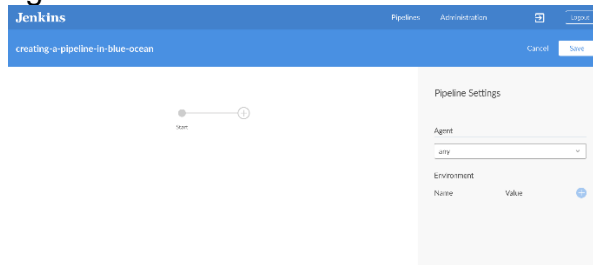 Jenkins
Pipelines Administration Logout
creating-a-pipeline-in-blue-ocean
Cancel Save
Pipeline Settings
Start
Agent
any
Environment
Name Value